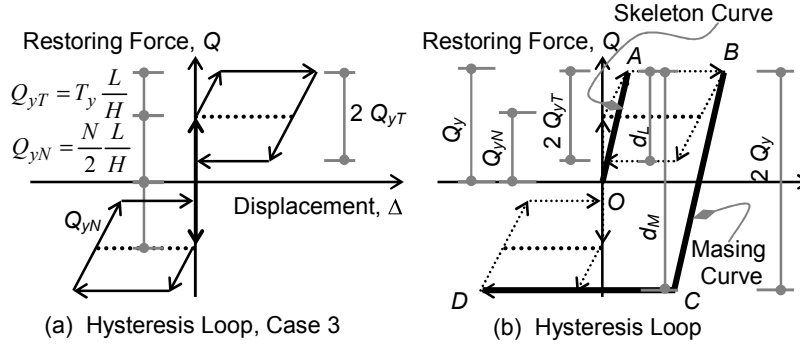 Restoring Force, Q
Q_yT = T_y L/H
Q_yN = N/2 L/H
2 Q_yT
Q_yN
Displacement, Δ
(a) Hysteresis Loop, Case 3
Skeleton Curve
Restoring Force, Q
A
B
Q_y
Q_yN
2 Q_yT
d_L
2 Q_y
O
d_M
Masing
Curve
D
C
(b) Hysteresis Loop